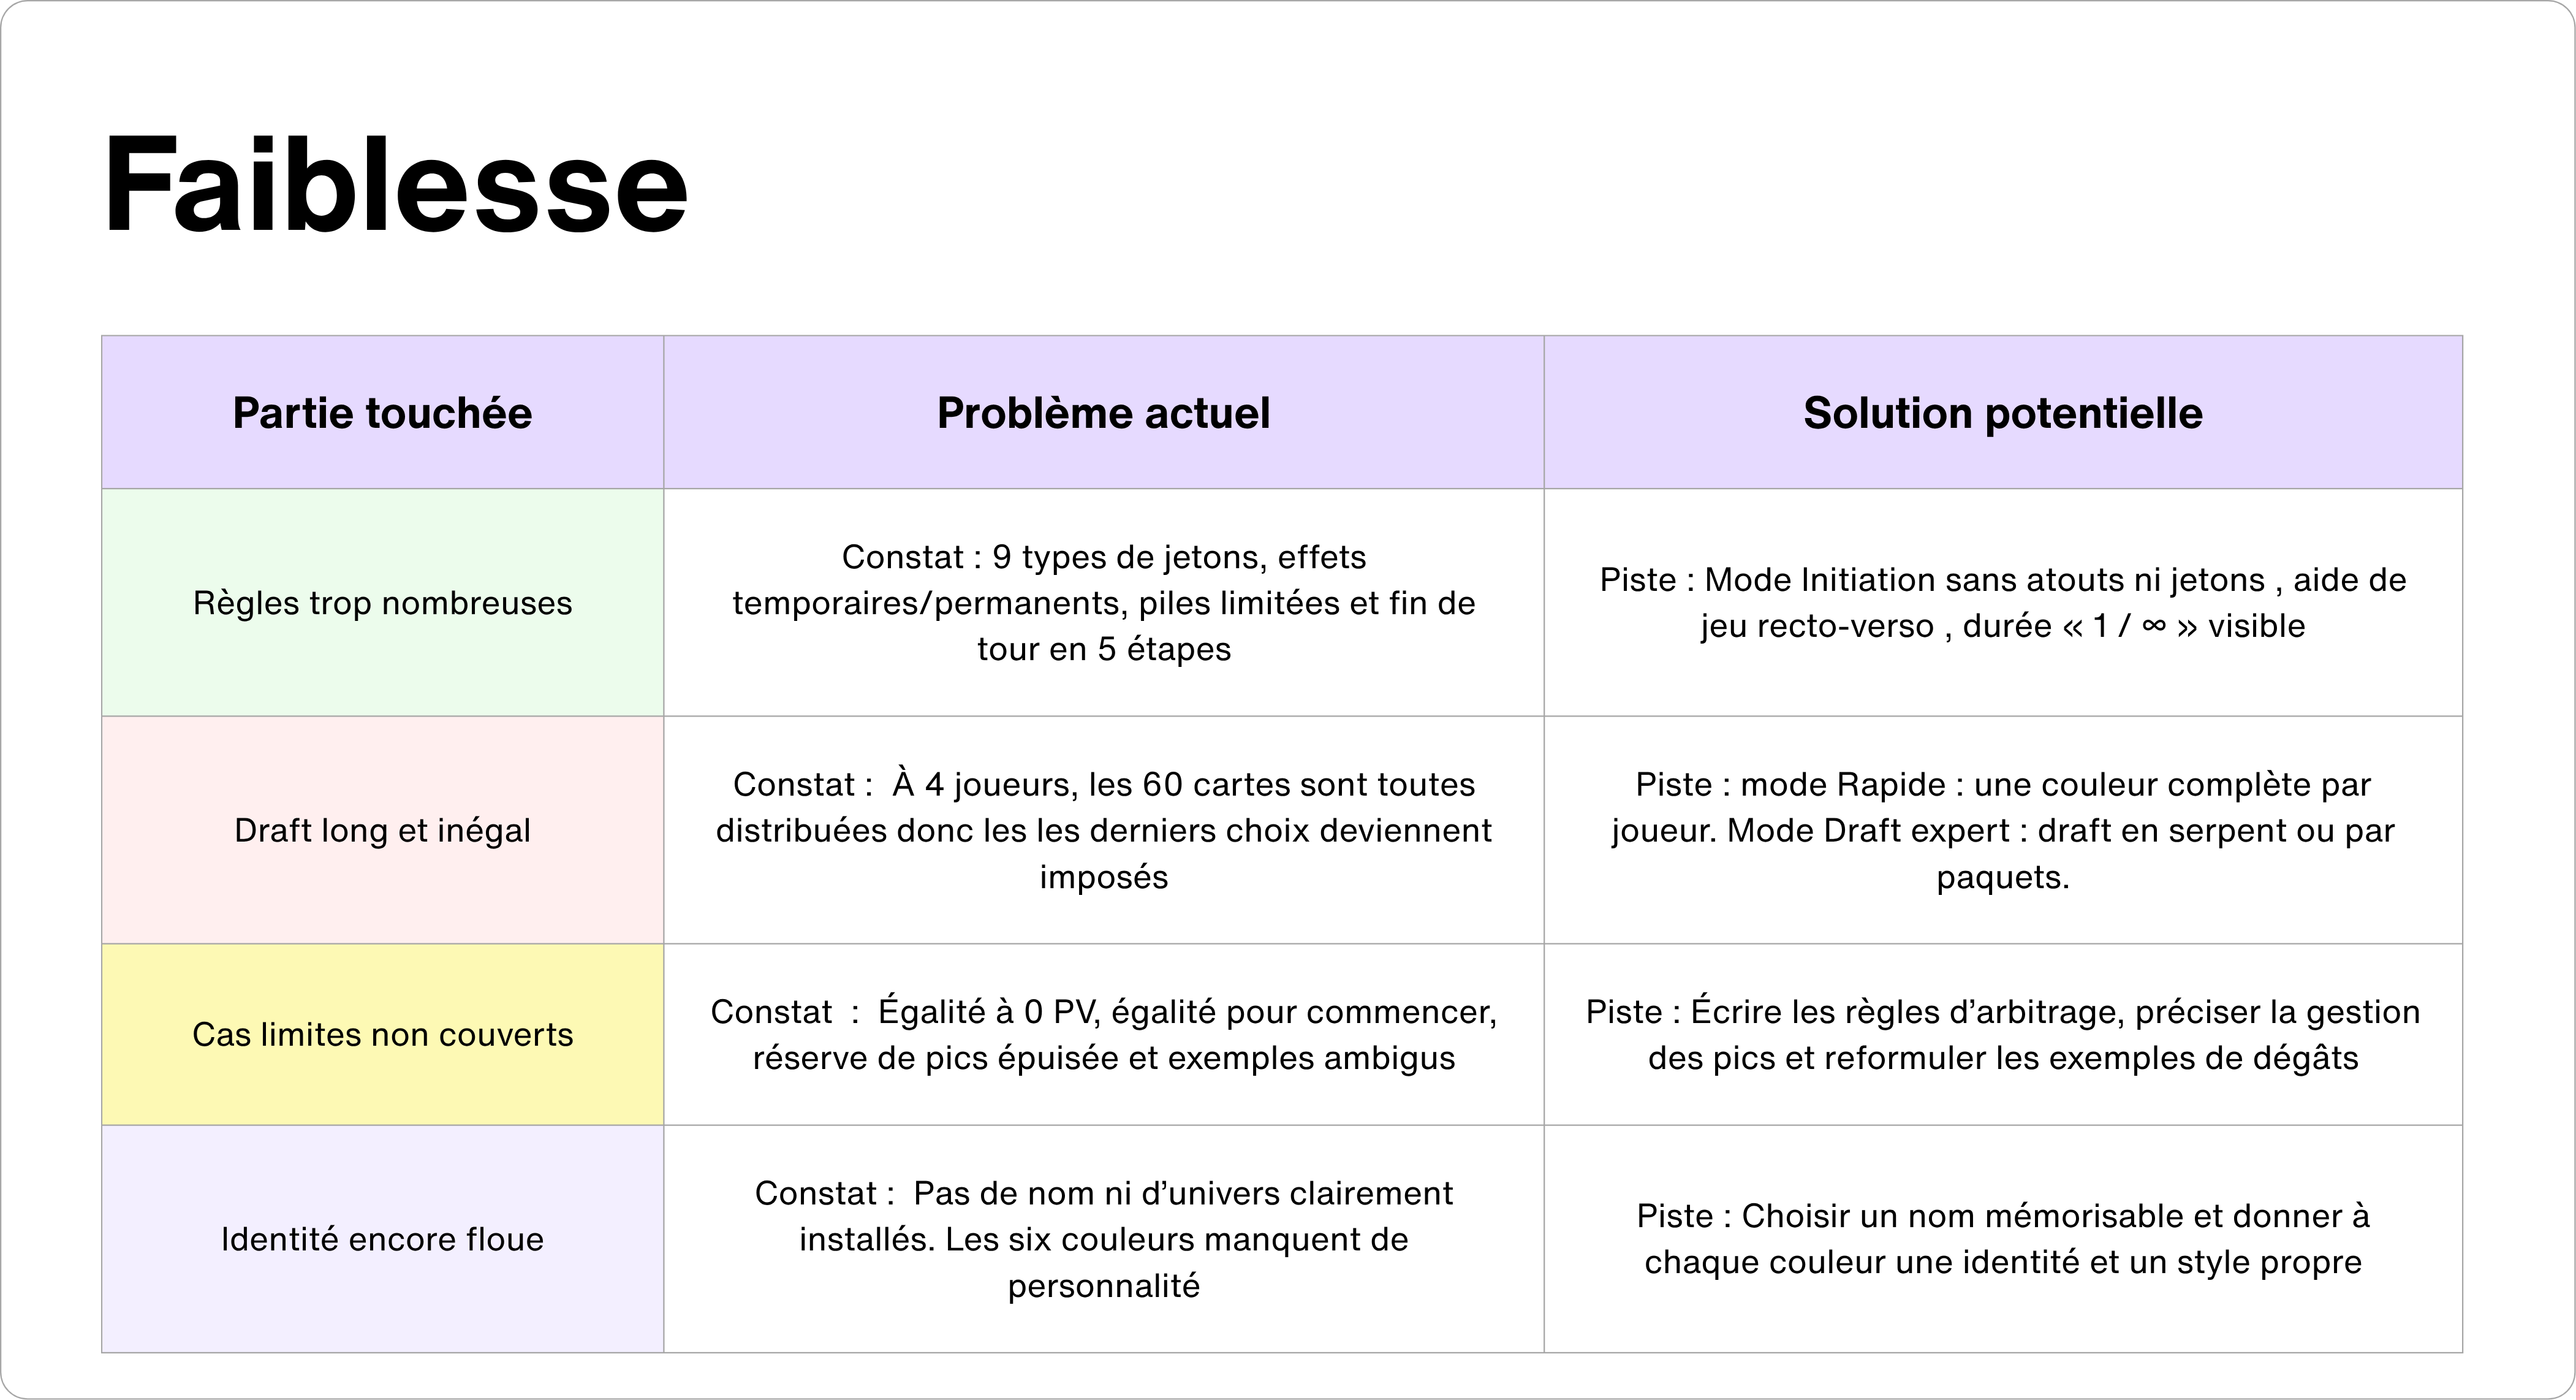 Faiblesse
Partie touchée
Problème actuel
Solution potentielle
Règles trop nombreuses
Constat : 9 types de jetons, effets
temporaires/permanents, piles limitées et fin de
tour en 5 étapes
Piste : Mode Initiation sans atouts ni jetons , aide de
jeu recto-verso , durée « 1 / ∞ » visible
Draft long et inégal
Constat :  À 4 joueurs, les 60 cartes sont toutes
distribuées donc les les derniers choix deviennent
imposés
Piste : mode Rapide : une couleur complète par
joueur. Mode Draft expert : draft en serpent ou par
paquets.
Cas limites non couverts
Constat  :  Égalité à 0 PV, égalité pour commencer,
réserve de pics épuisée et exemples ambigus
Piste : Écrire les règles d’arbitrage, préciser la gestion
des pics et reformuler les exemples de dégâts
Identité encore floue
Constat :  Pas de nom ni d’univers clairement
installés. Les six couleurs manquent de
personnalité
Piste : Choisir un nom mémorisable et donner à
chaque couleur une identité et un style propre